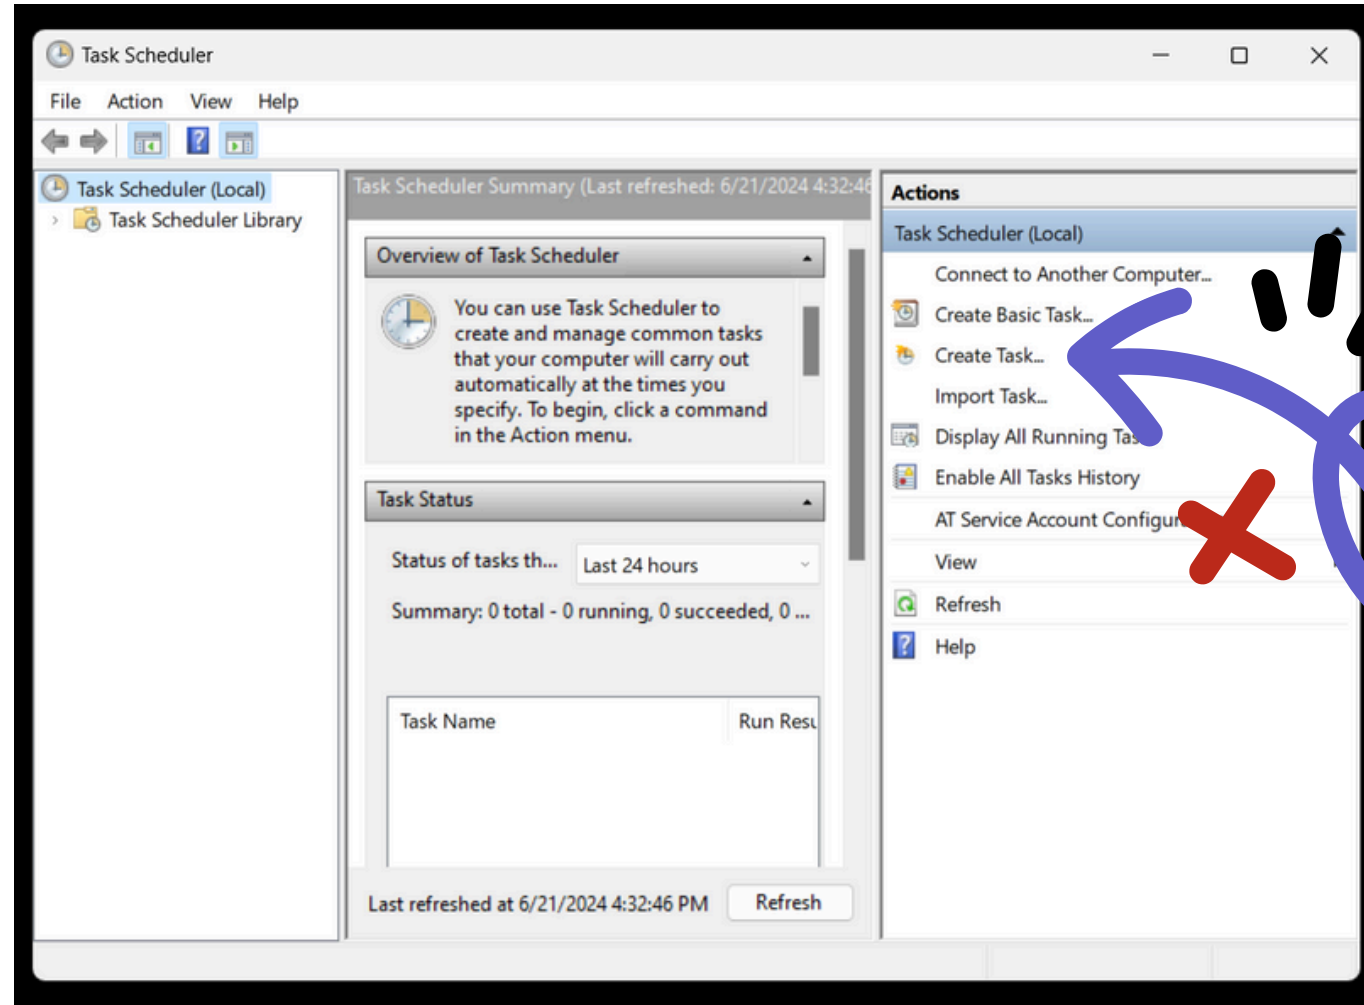 Task Scheduler
File Action View Help
Task Scheduler (Local)
Task Scheduler Library
Task Scheduler Summary (Last refreshed: 6/21/2024 4:32:46
Overview of Task Scheduler
You can use Task Scheduler to
create and manage common tasks
that your computer will carry out
automatically at the times you
specify. To begin, click a command
in the Action menu.
Task Status
Status of tasks th... Last 24 hours
Summary: 0 total - 0 running, 0 succeeded, 0 ...
Task Name Run Resu
Last refreshed at 6/21/2024 4:32:46 PM Refresh
Actions
Task Scheduler (Local)
Connect to Another Computer...
Create Basic Task...
Create Task...
Import Task...
Display All Running Tas
Enable All Tasks History
AT Service Account Configur
View
Refresh
Help